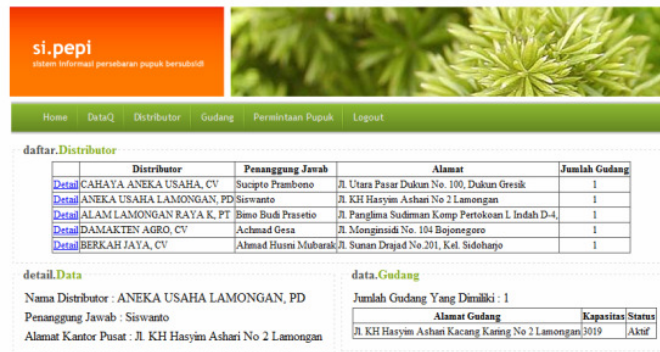 si.pepi
sistem informasi persebaran pupuk bersubsidi
Home DataQ Distributor Gudang Permintaan Pupuk Logout
daftar.Distributor
Distributor Penanggung Jawab Alamat Jumlah Gudang
Detail CAHAYA ANEKA USAHA, CV Sucipto Prambono Jl. Utara Pasar Dukun No. 100, Dukun Gresik 1
Detail ANEKA USAHA LAMONGAN, PD Siswanto Jl. KH Hasyim Ashari No 2 Lamongan 1
Detail ALAM LAMONGAN RAYA K, PT Bimo Budi Prasetio Jl. Panglima Sudirman Komp Pertokoan L Indah D-4, 1
Detail DAMAKTEN AGRO, CV Achmad Gesa Jl. Monginsidi No. 104 Bojonegoro 1
Detail BERKAH JAYA, CV Ahmad Husni Mubarak Jl. Sunan Drajad No.201, Kel. Sidoharjo 1
detail.Data
Nama Distributor : ANEKA USAHA LAMONGAN, PD
Penanggung Jawab : Siswanto
Alamat Kantor Pusat : Jl. KH Hasyim Ashari No 2 Lamongan
data.Gudang
Jumlah Gudang Yang Dimiliki : 1
Alamat Gudang Kapasitas Status
Jl. KH Hasyim Ashari Kacang Karing No 2 Lamongan 3019 Aktif